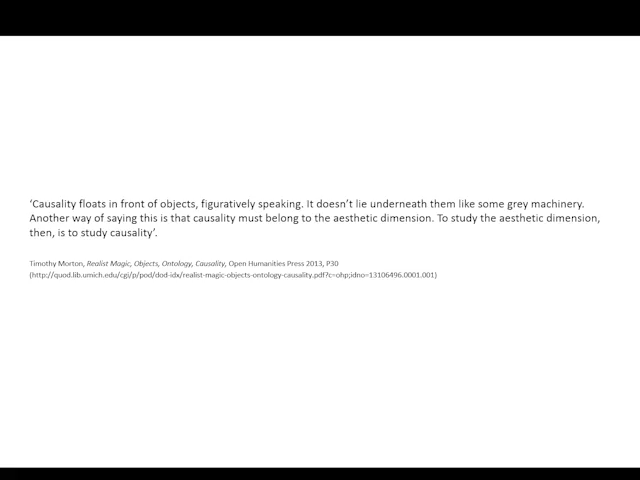 ‘Causality floats in front of objects, figuratively speaking. It doesn’t lie underneath them like some grey machinery.
Another way of saying this is that causality must belong to the aesthetic dimension. To study the aesthetic dimension,
then, is to study causality’.
Timothy Morton, Realist Magic, Objects, Ontology, Causality, Open Humanities Press 2013, P30
(http://quod.lib.umich.edu/cgi/p/pod/dod-idx/realist-magic-objects-ontology-causality.pdf?c=ohp;idno=13106496.0001.001)